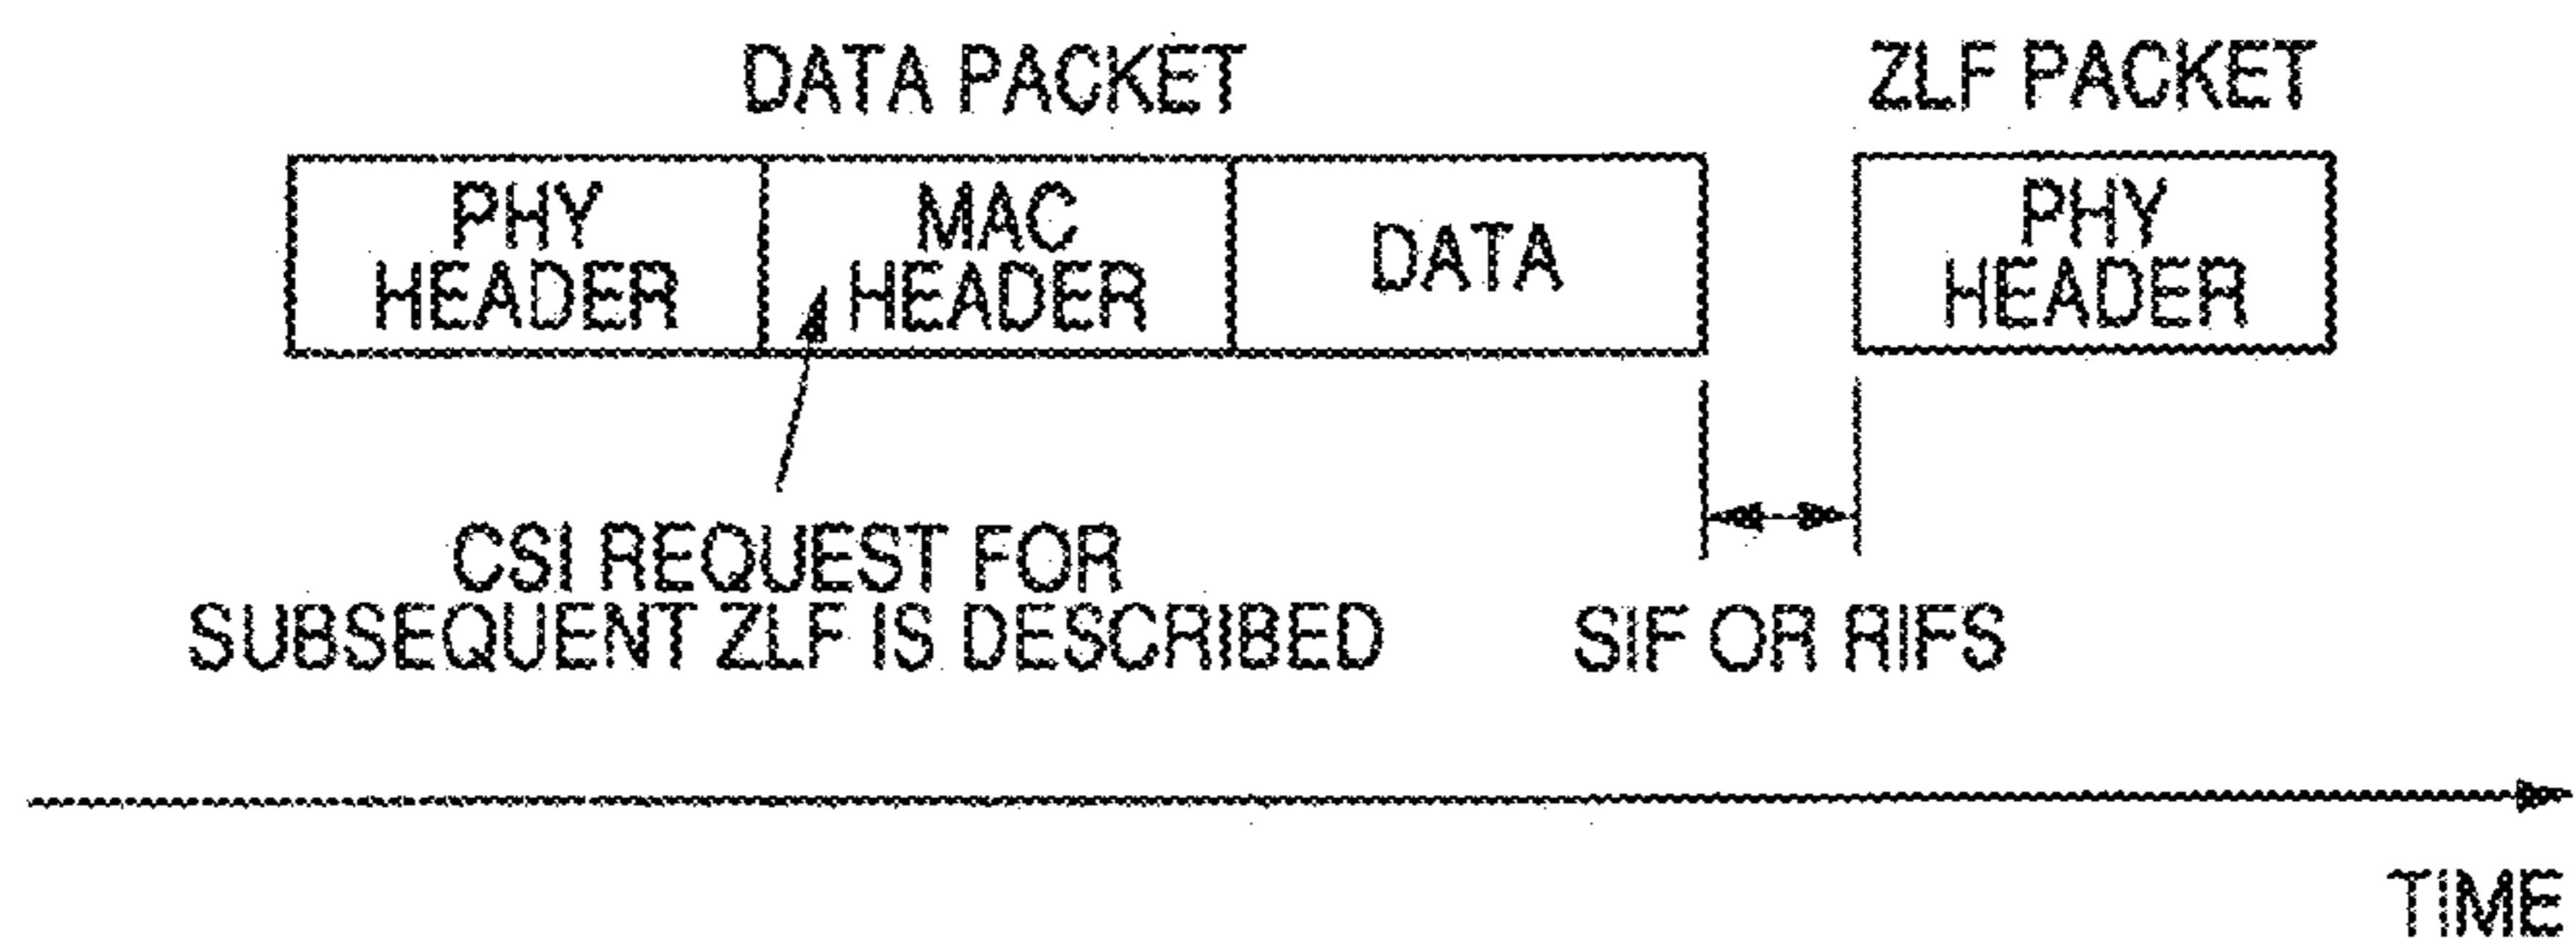 DATA PACKET
ZLF PACKET
PHY
HEADER
MAC
HEADER
DATA
PHY
HEADER
CSI REQUEST FOR
SUBSEQUENT ZLF IS DESCRIBED
SIF OR RIFS
TIME